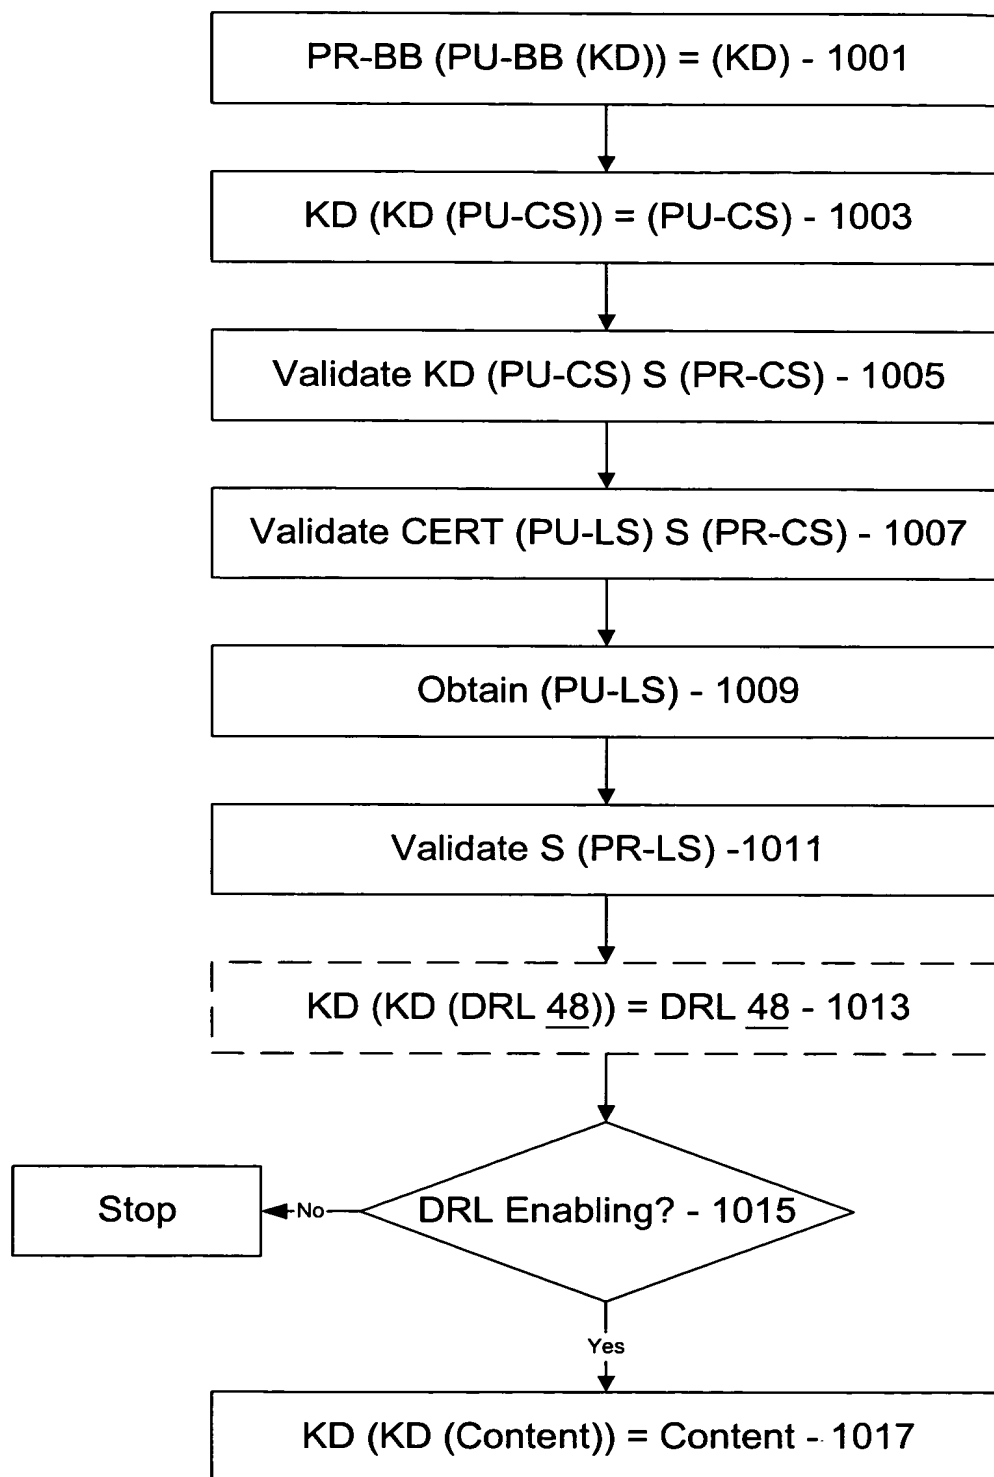 PR-BB (PU-BB (KD)) = (KD) - 1001
KD (KD (PU-CS)) = (PU-CS) - 1003
Validate KD (PU-CS) S (PR-CS) - 1005
Validate CERT (PU-LS) S (PR-CS) - 1007
Obtain (PU-LS) - 1009
Validate S (PR-LS) -1011
KD (KD (DRL 48)) = DRL 48 - 1013
DRL Enabling? - 1015
No
Stop
Yes
KD (KD (Content)) = Content - 1017